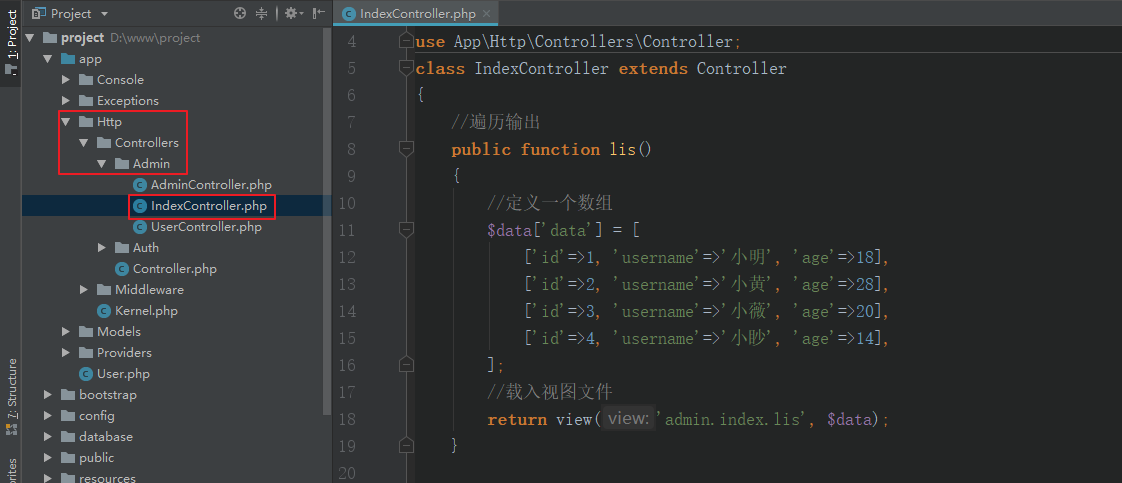 1: Project
7: Structure
Project
project D:\www\project
app
Console
Exceptions
Http
Controllers
Admin
AdminController.php
IndexController.php
UserController.php
Auth
Controller.php
Middleware
Kernel.php
Models
Providers
User.php
bootstrap
config
database
public
resources
IndexController.php
4 use App\Http\Controllers\Controller;
5 class IndexController extends Controller
6 {
7 //遍历输出
8 public function lis()
9 {
10 //定义一个数组
11 $data['data'] = [
12 ['id'=>1, 'username'=>'小明', 'age'=>18],
13 ['id'=>2, 'username'=>'小黄', 'age'=>28],
14 ['id'=>3, 'username'=>'小薇', 'age'=>20],
15 ['id'=>4, 'username'=>'小眇', 'age'=>14],
16 ];
17 //载入视图文件
18 return view( view: 'admin.index.lis', $data);
19 }
20